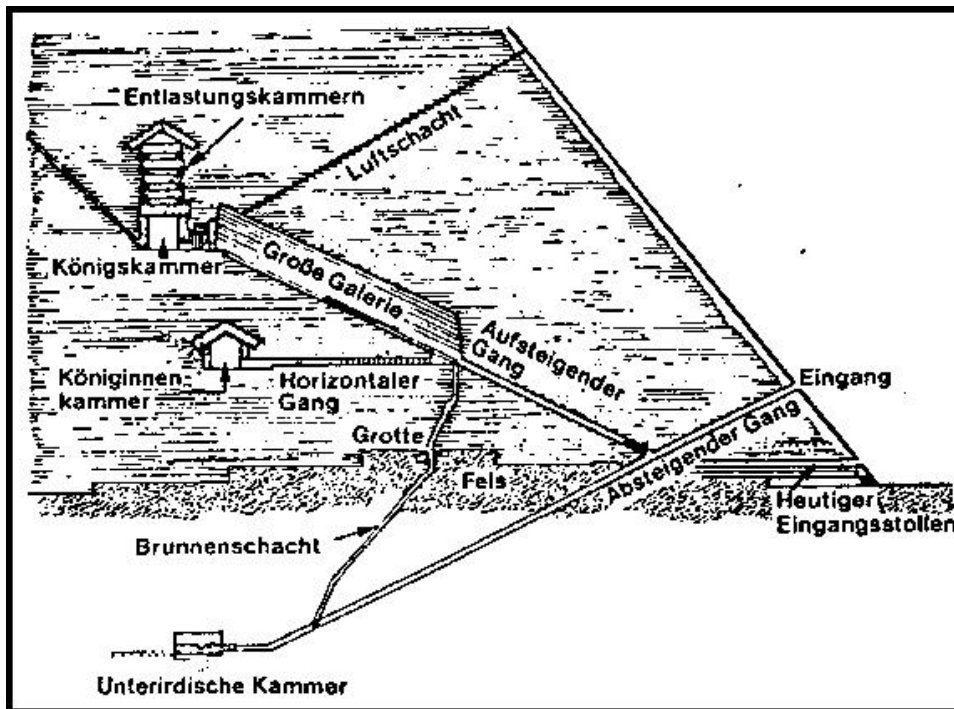 Entlastungskammern
Luftschacht
Königskammer
Große Galerie
Aufsteigender
Gang
Königinnen
kammer
Horizontaler
Gang
Eingang
Absteigender Gang
Grotte
Fels
Heutiger
Eingangsstollen
Brunnenschacht
Unterirdische Kammer